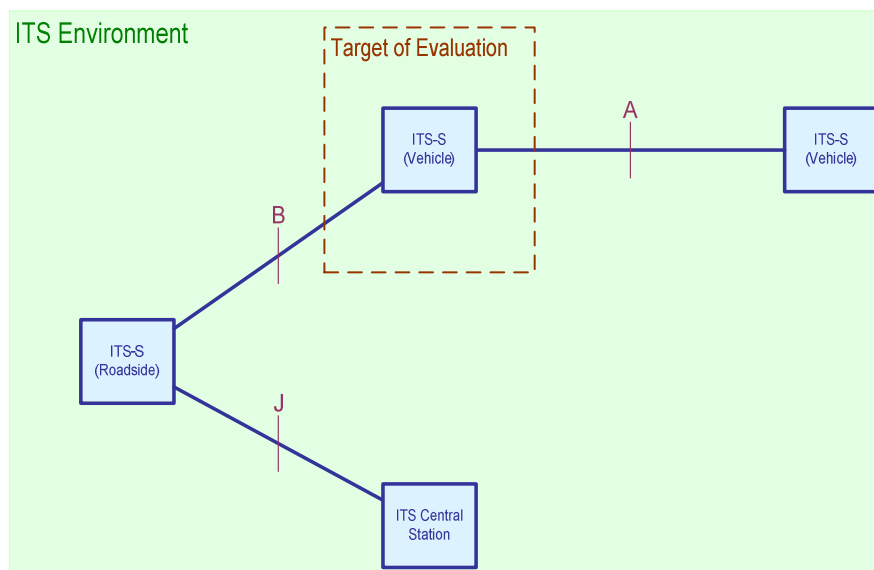 ITS Environment
Target of Evaluation
ITS-S
(Vehicle)
A
ITS-S
(Vehicle)
B
ITS-S
(Roadside)
J
ITS Central
Station